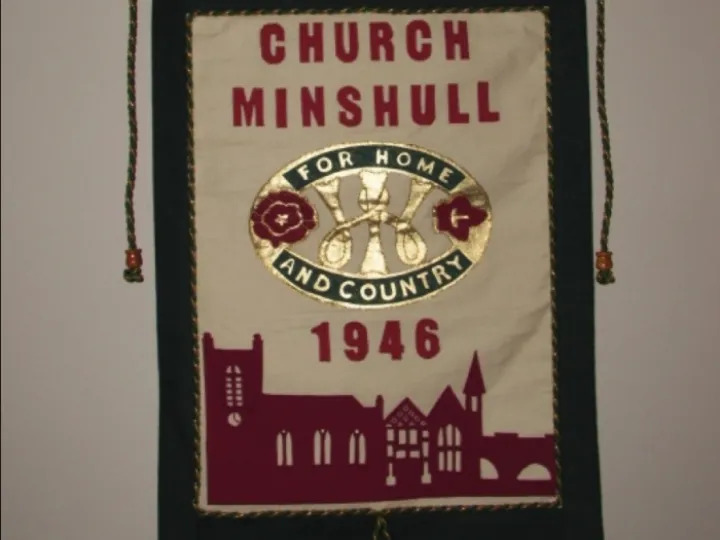 CHURCH
MINSHULL
FOR HOME
AND COUNTRY
1946